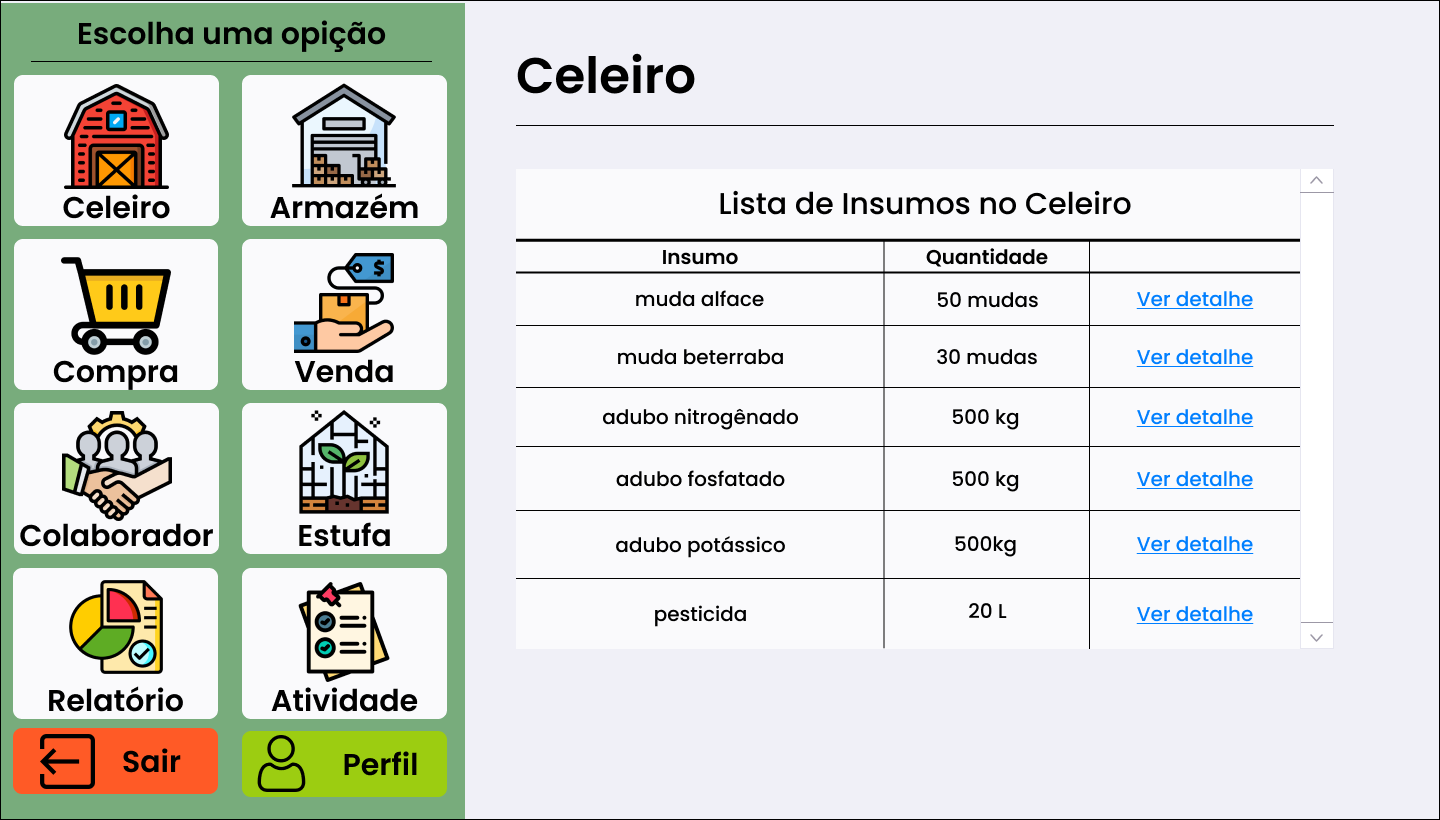 Escolha uma opição
Celeiro
Armazém
Compra
$
Venda
Colaborador
Estufa
Relatório
Atividade
Sair
Perfil
Celeiro
Lista de Insumos no Celeiro
Insumo Quantidade
muda alface 50 mudas Ver detalhe
muda beterraba 30 mudas Ver detalhe
adubo nitrogênado 500 kg Ver detalhe
adubo fosfatado 500 kg Ver detalhe
adubo potássico 500kg Ver detalhe
pesticida 20 L Ver detalhe